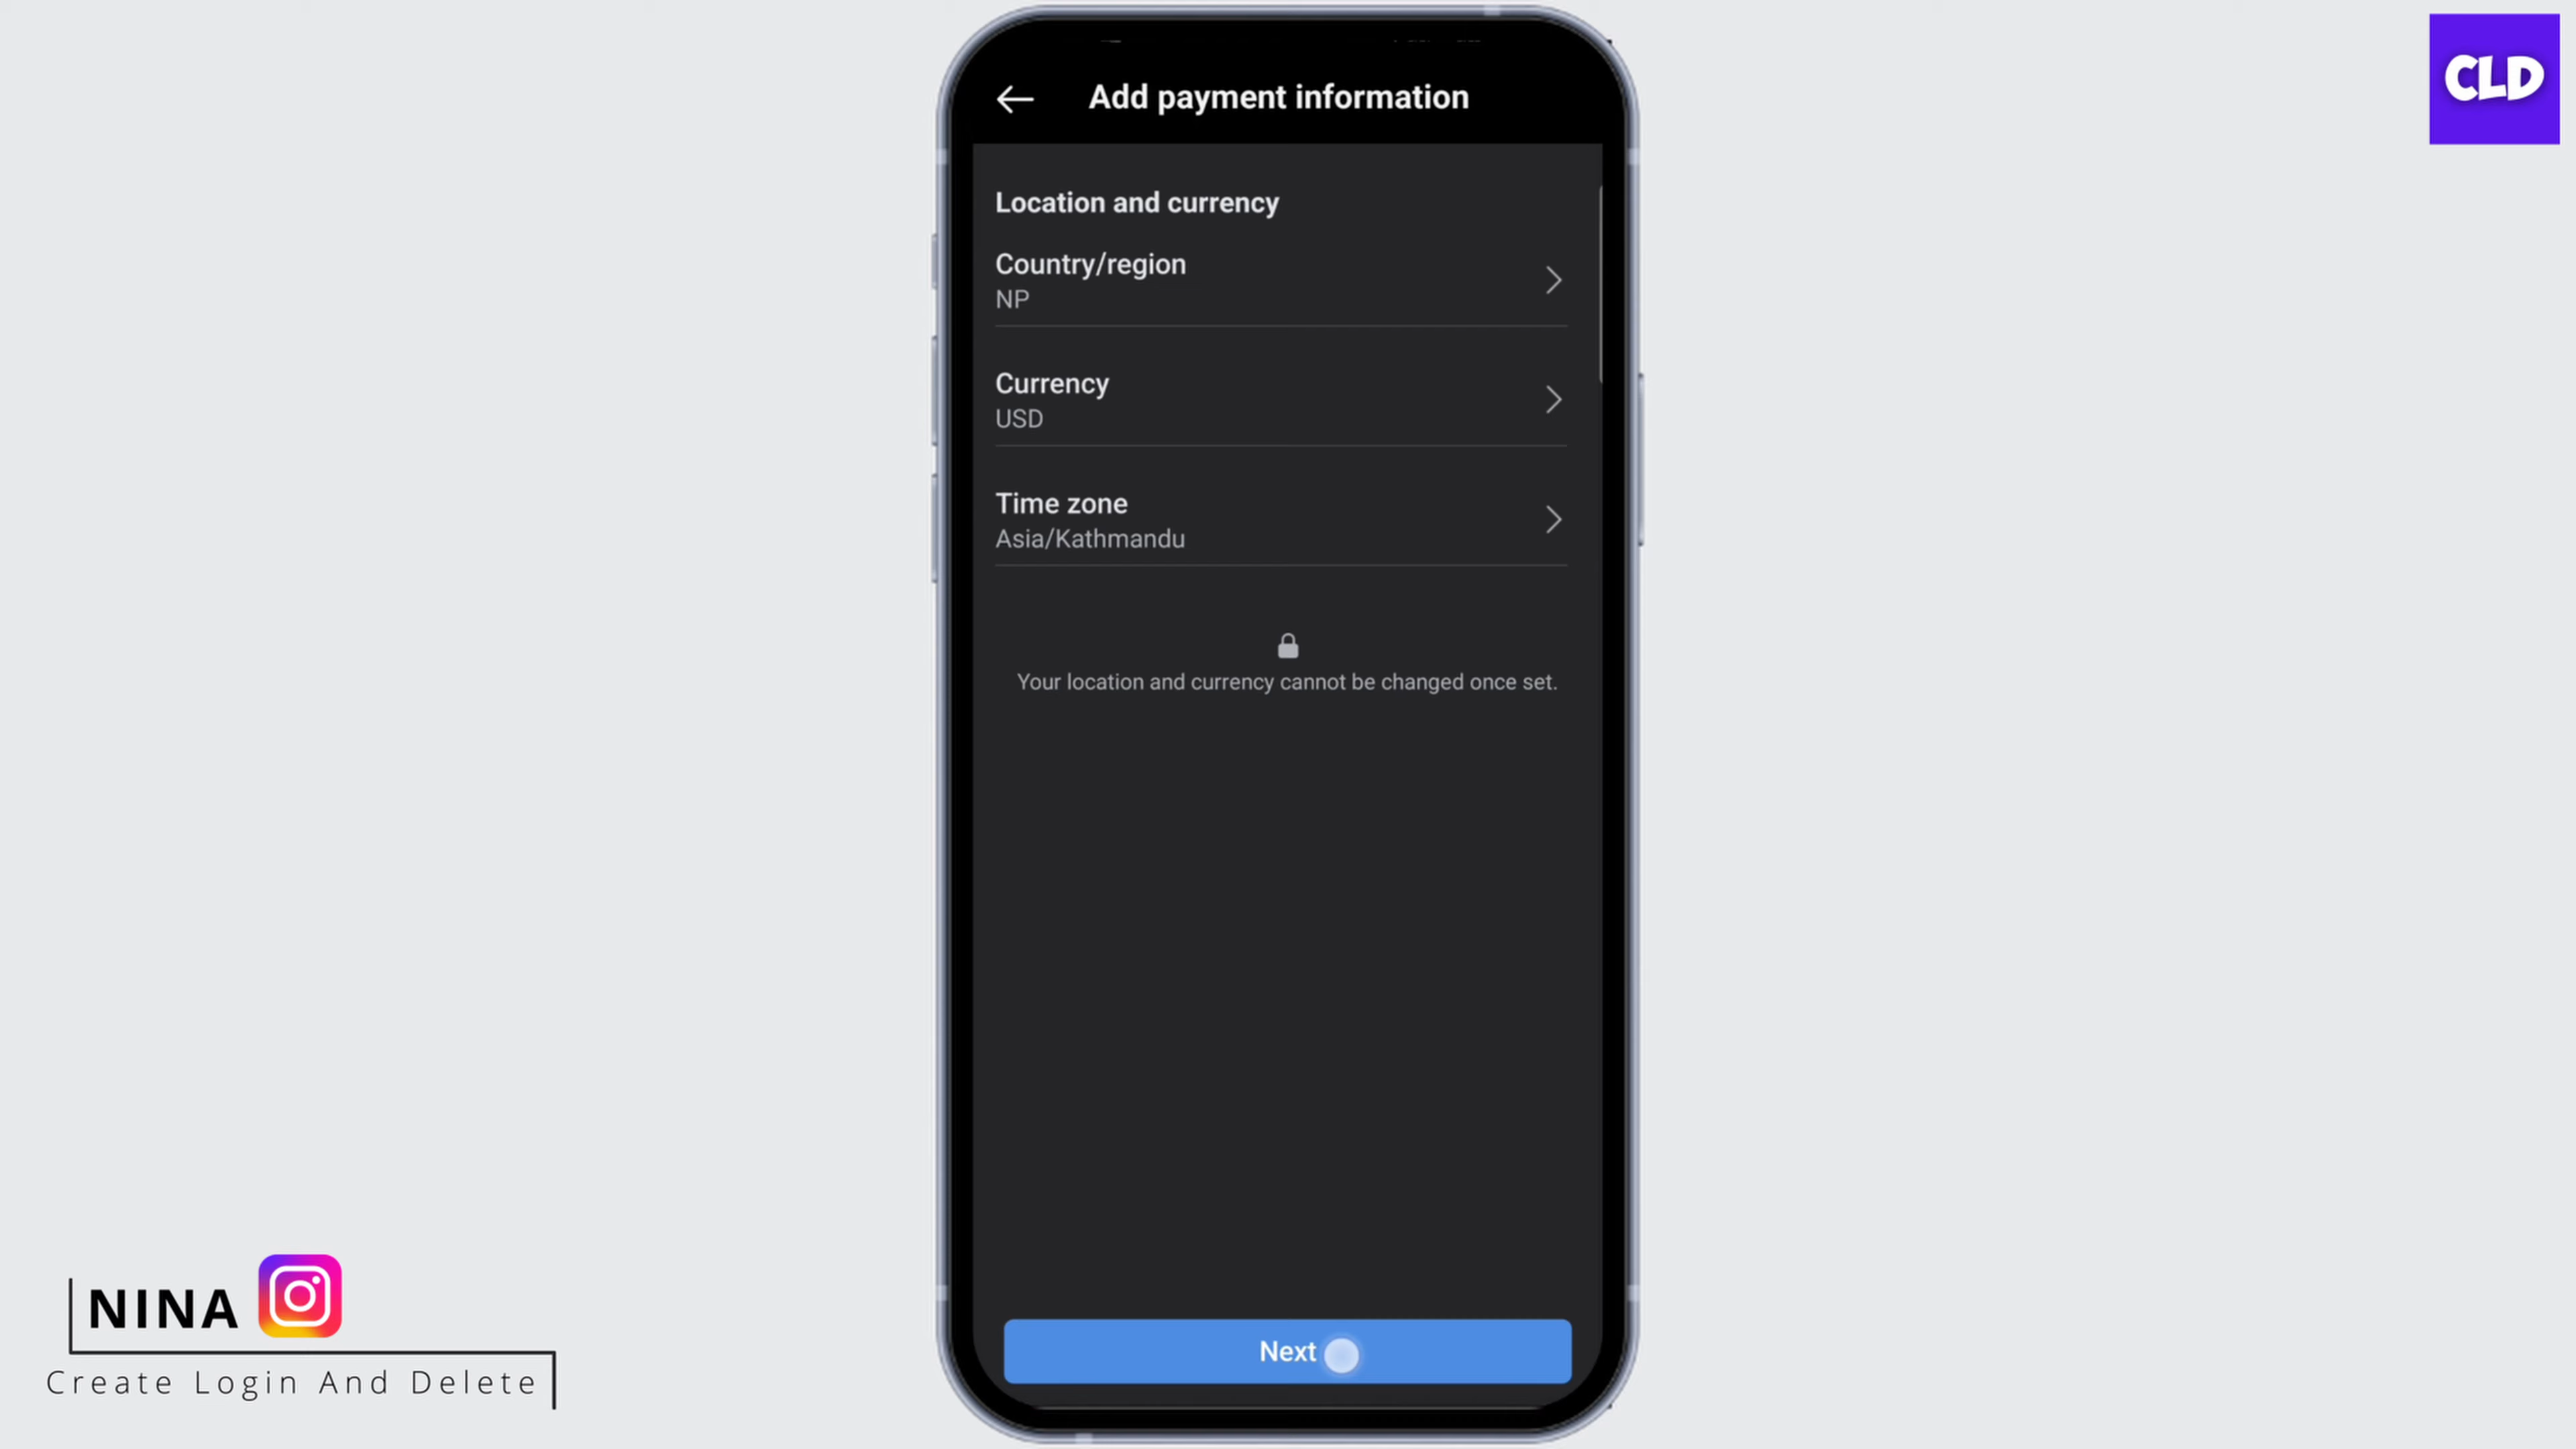 CLD
Add payment information
Location and currency
Country/region
NP
Currency
USD
Time zone
Asia/Kathmandu
Your location and currency cannot be changed once set.
Next
NINA
Create Login And Delete